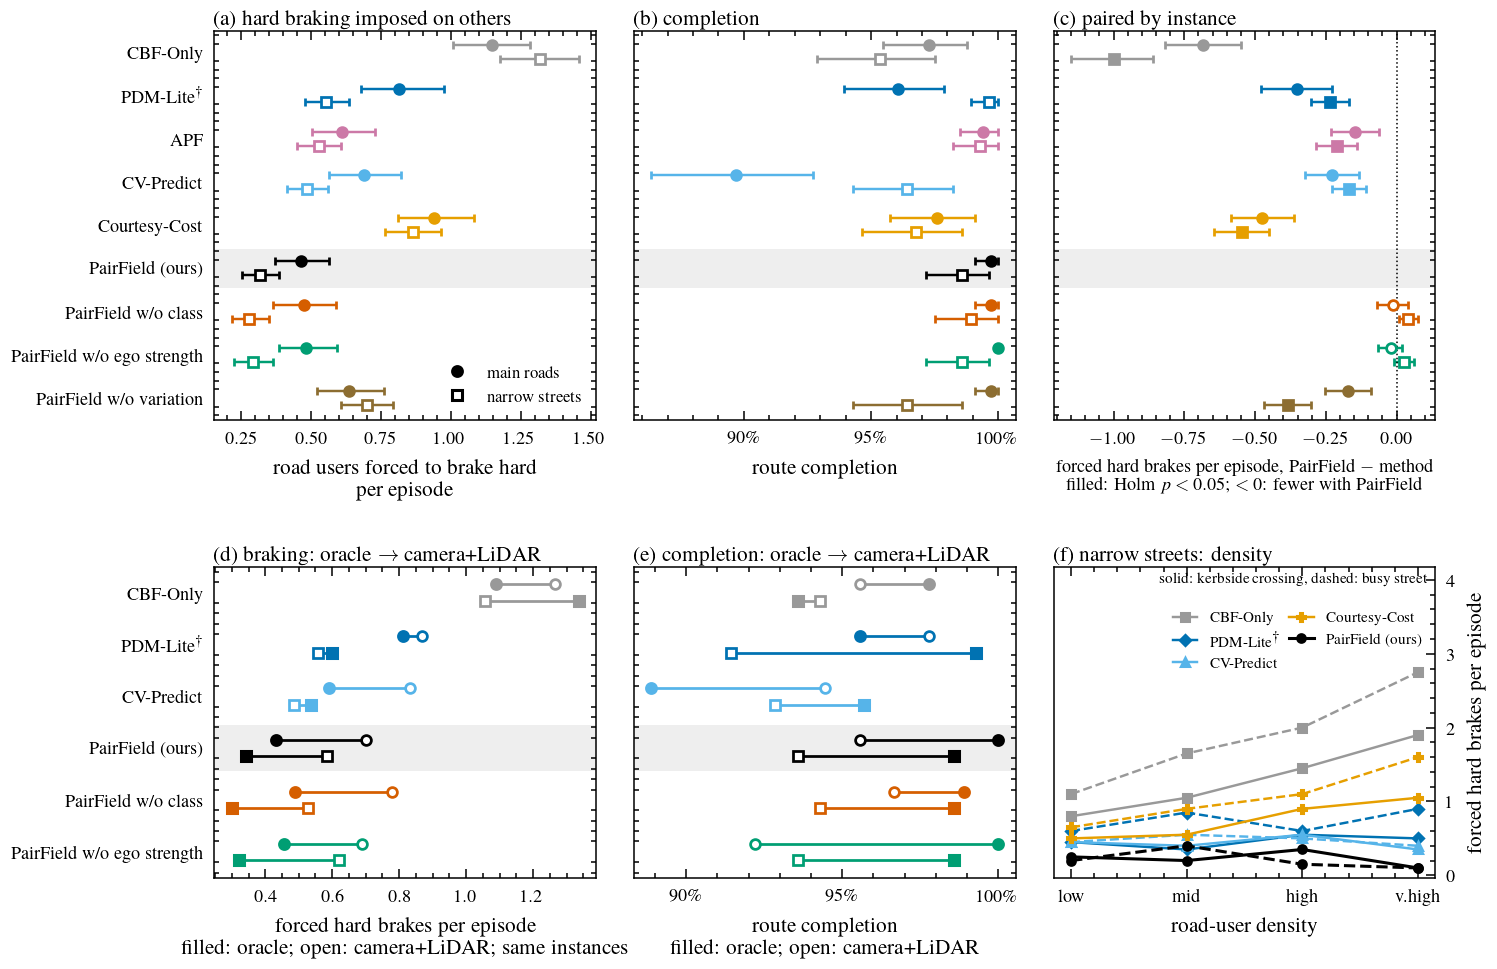 (a) hard braking imposed on others
CBF-Only
PDM-Lite†
APF
CV-Predict
Courtesy-Cost
PairField (ours)
PairField w/o class
PairField w/o ego strength
PairField w/o variation
main roads
narrow streets
0.25 0.50 0.75 1.00 1.25 1.50
road users forced to brake hard
per episode
(b) completion
90% 95% 100%
route completion
(c) paired by instance
−1.00 −0.75 −0.50 −0.25 0.00
forced hard brakes per episode, PairField − method
filled: Holm p < 0.05; < 0: fewer with PairField
(d) braking: oracle → camera+LiDAR
CBF-Only
PDM-Lite†
CV-Predict
PairField (ours)
PairField w/o class
PairField w/o ego strength
0.4 0.6 0.8 1.0 1.2
forced hard brakes per episode
filled: oracle; open: camera+LiDAR; same instances
(e) completion: oracle → camera+LiDAR
90% 95% 100%
route completion
filled: oracle; open: camera+LiDAR
(f) narrow streets: density
solid: kerbside crossing, dashed: busy street
CBF-Only
PDM-Lite†
CV-Predict
Courtesy-Cost
PairField (ours)
4
3
2
1
0
forced hard brakes per episode
low mid high v.high
road-user density